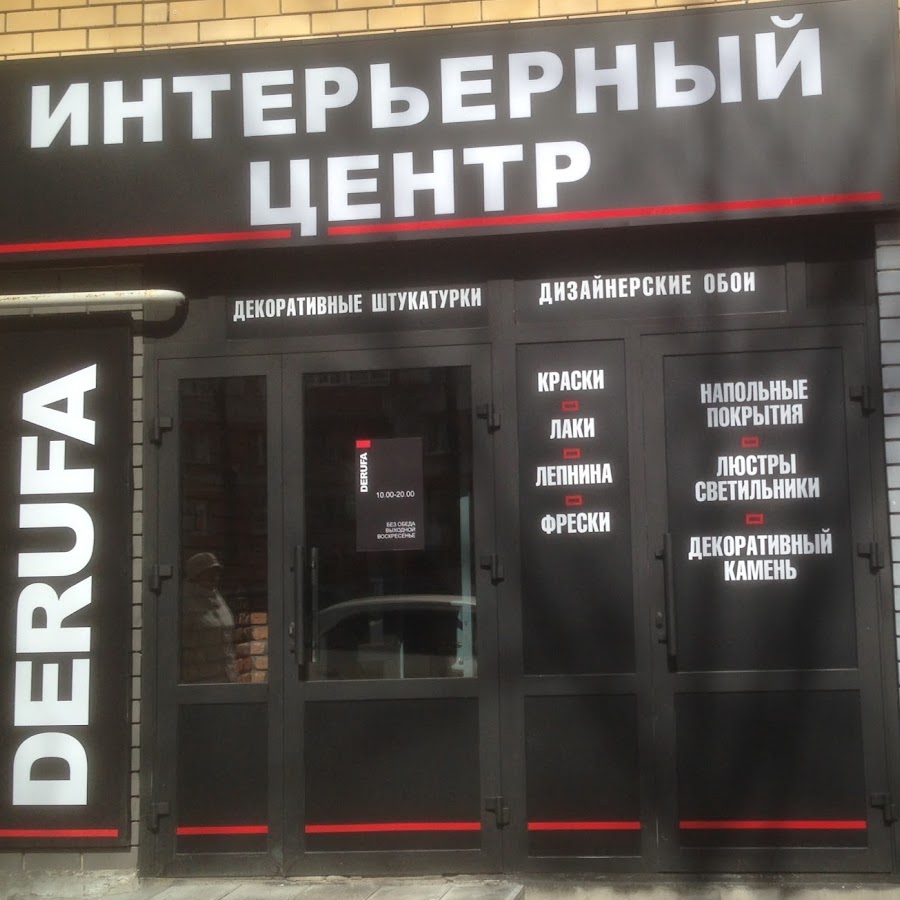 ИНТЕРЬЕРНЫЙ
ЦЕНТР
DERUFA
ДЕКОРАТИВНЫЕ ШТУКАТУРКИ
ДИЗАЙНЕРСКИЕ ОБОИ
DERUFA
10.00-20.00
БЕЗ ОБЕДА
ВЫХОДНОЙ
ВОСКРЕСЕНЬЕ
КРАСКИ
ЛАКИ
ЛЕПНИНА
ФРЕСКИ
НАПОЛЬНЫЕ
ПОКРЫТИЯ
ЛЮСТРЫ
СВЕТИЛЬНИКИ
ДЕКОРАТИВНЫЙ
КАМЕНЬ